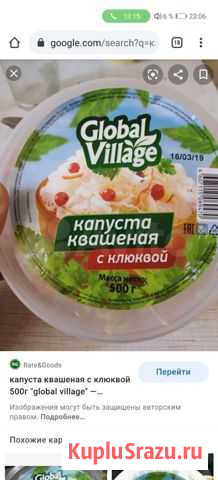 13:15
6 %
23:06
google.com/search?q=к
18
Global
Village
16/03/19
капуста
квашеная
с клюквой
Масса нетто:
500 г
EAC
Rate&Goods
капуста квашеная с клюквой
500г "global village" —...
Перейти
Изображения могут быть защищены авторским
правом. Подробнее...
Похожие кар
KupluSrazu.ru